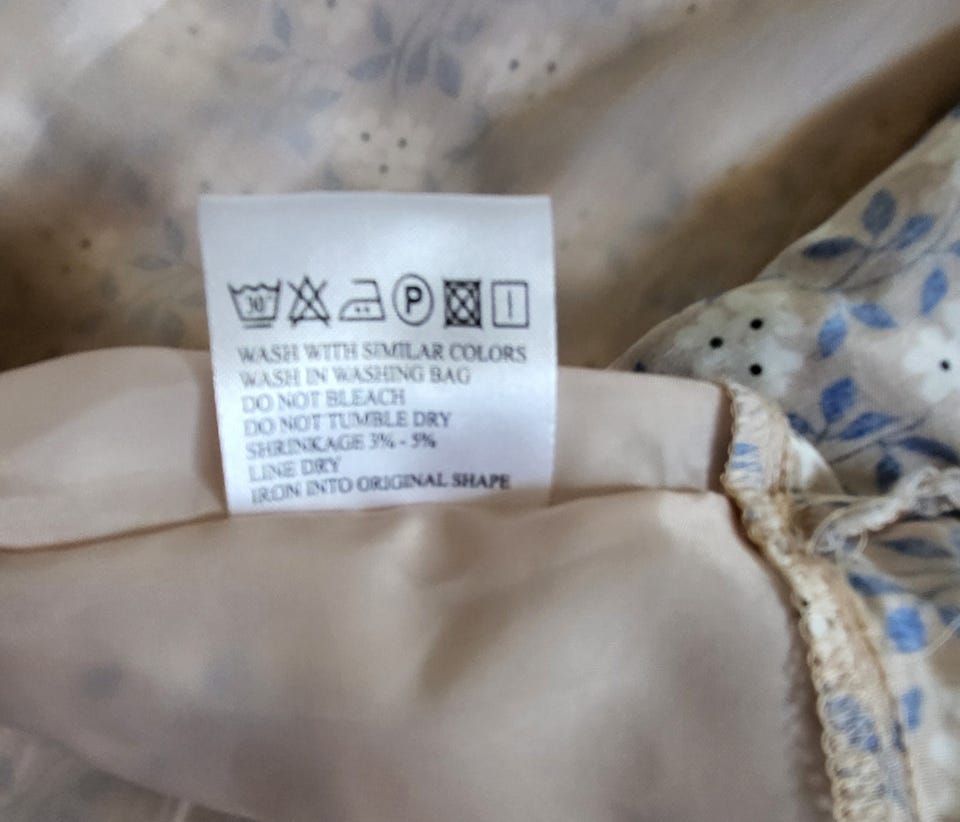 30° P
WASH WITH SIMILAR COLORS
WASH IN WASHING BAG
DO NOT BLEACH
DO NOT TUMBLE DRY
SHRINKAGE 3% - 5%
LINE DRY
IRON INTO ORIGINAL SHAPE